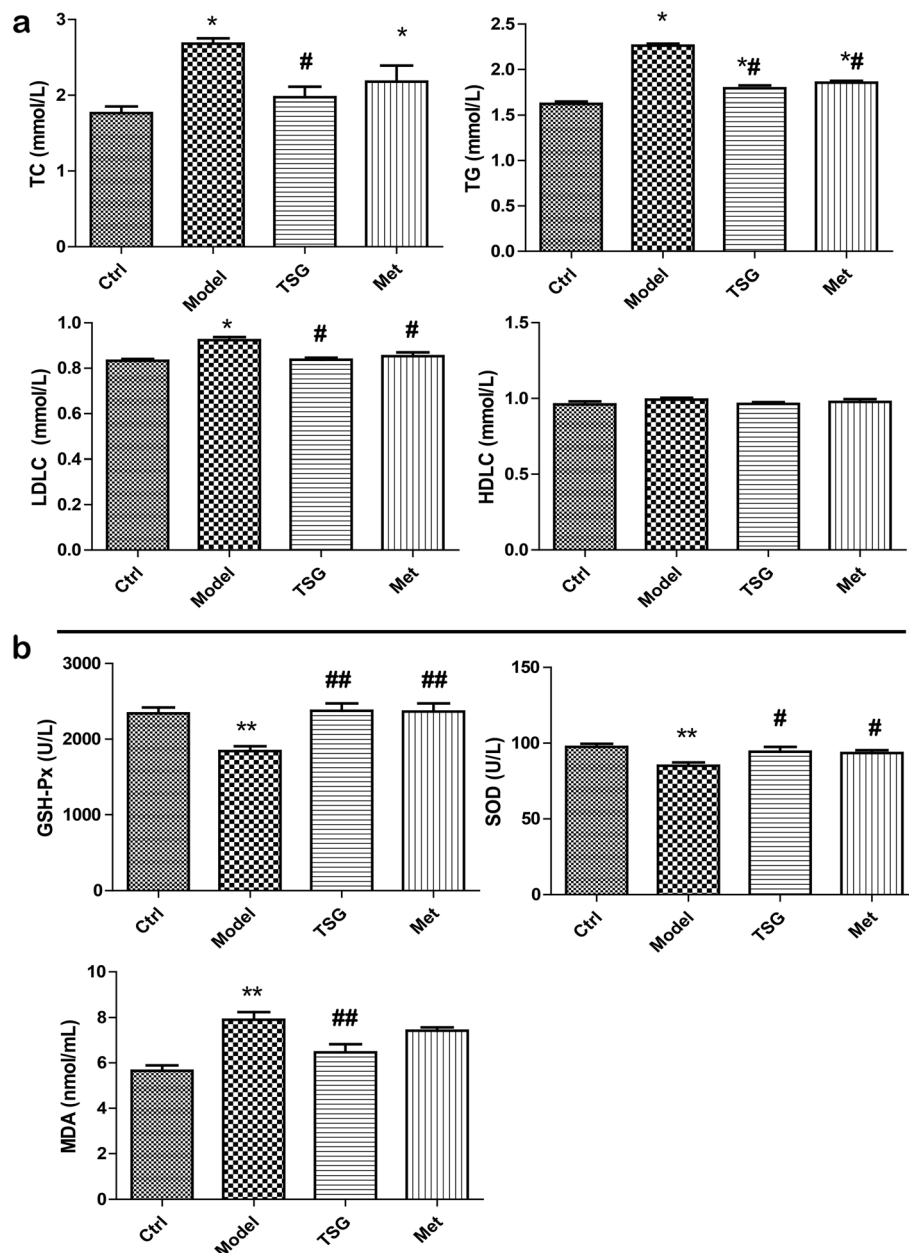 a
TC (mmol/L)
3
2
1
0
*
#
*
Ctrl
Model
TSG
Met
TG (mmol/L)
2.5
2.0
1.5
1.0
0.5
0.0
*
*#
*#
Ctrl
Model
TSG
Met
LDLC (mmol/L)
1.0
0.8
0.6
0.4
0.2
0.0
*
#
#
Ctrl
Model
TSG
Met
HDLC (mmol/L)
1.5
1.0
0.5
0.0
Ctrl
Model
TSG
Met
b
GSH-Px (U/L)
3000
2000
1000
0
**
##
##
Ctrl
Model
TSG
Met
SOD (U/L)
150
100
50
0
**
#
#
Ctrl
Model
TSG
Met
MDA (nmol/mL)
10
8
6
4
2
0
**
##
Ctrl
Model
TSG
Met